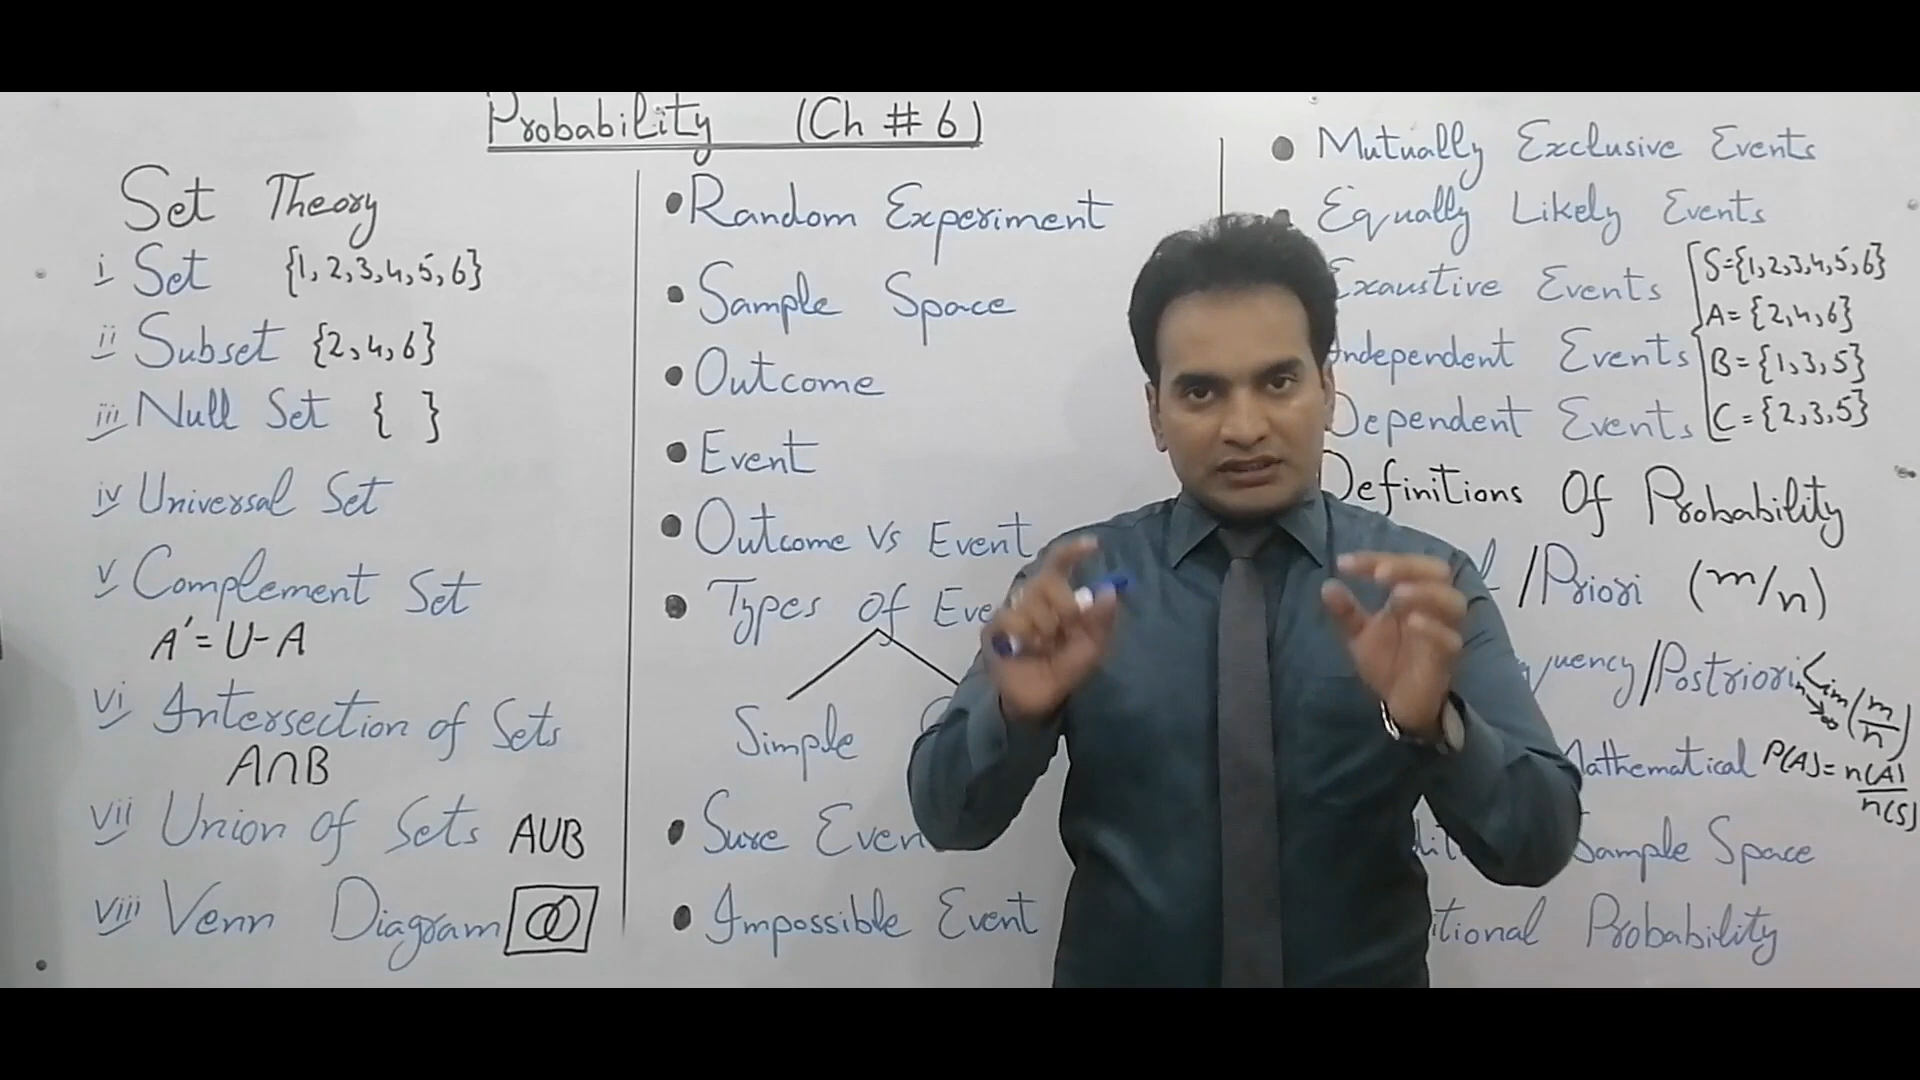 Probability (Ch # 6)
Set Theory
i Set {1,2,3,4,5,6}
ii Subset {2,4,6}
iii Null Set { }
iv Universal Set
v Complement Set
A' = U - A
vi Intersection of Sets
A∩B
vii Union of Sets AUB
viii Venn Diagram
• Random Experiment
• Sample Space
• Outcome
• Event
• Outcome Vs Event
• Types Of
Simple
• Sure
• Impossible Event
• Mutually Exclusive Events
• Equally Likely Events
Exaustive Events
Independent Events
Dependent Events
S={1,2,3,4,5,6}
A={2,4,6}
B={1,3,5}
C={2,3,5}
Definitions Of Probability
/Priori (m/n)
/Postriori Lim n→∞ (m/n)
Mathematical P(A)=n(A)/n(S)
Sample Space
Probability